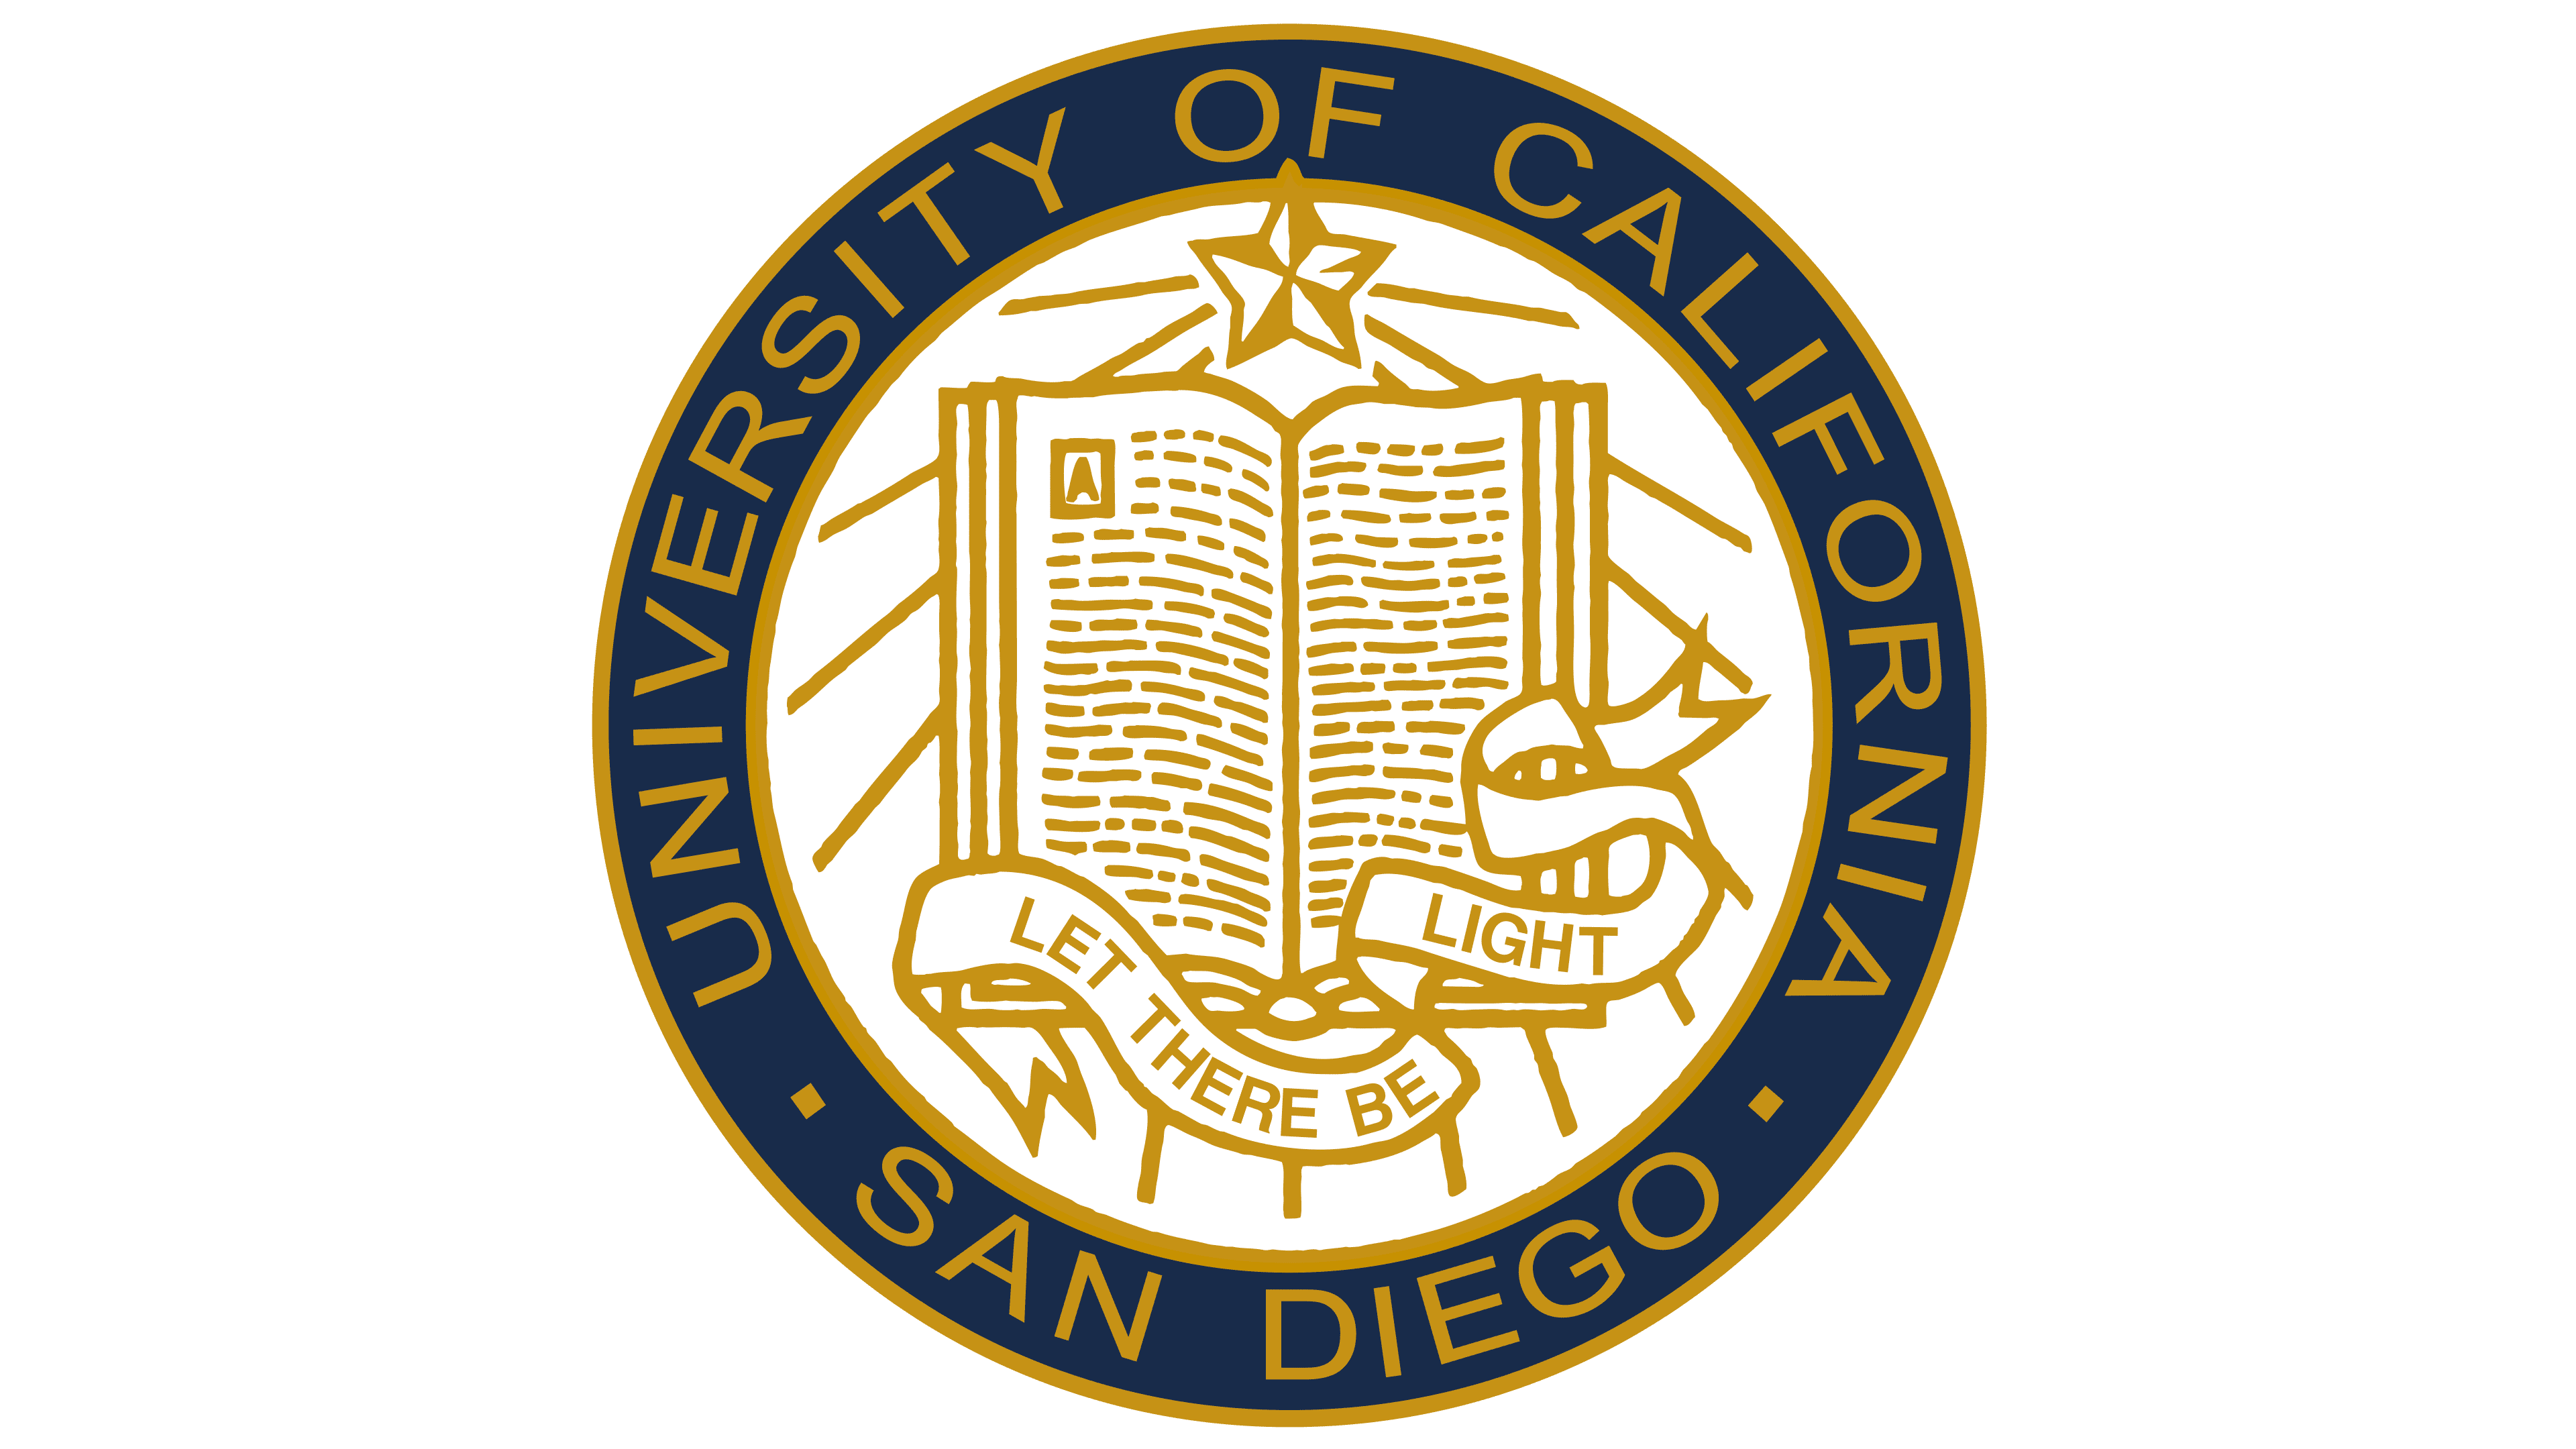 UNIVERSITY OF CALIFORNIA
A
LET THERE BE
LIGHT
· SAN DIEGO ·